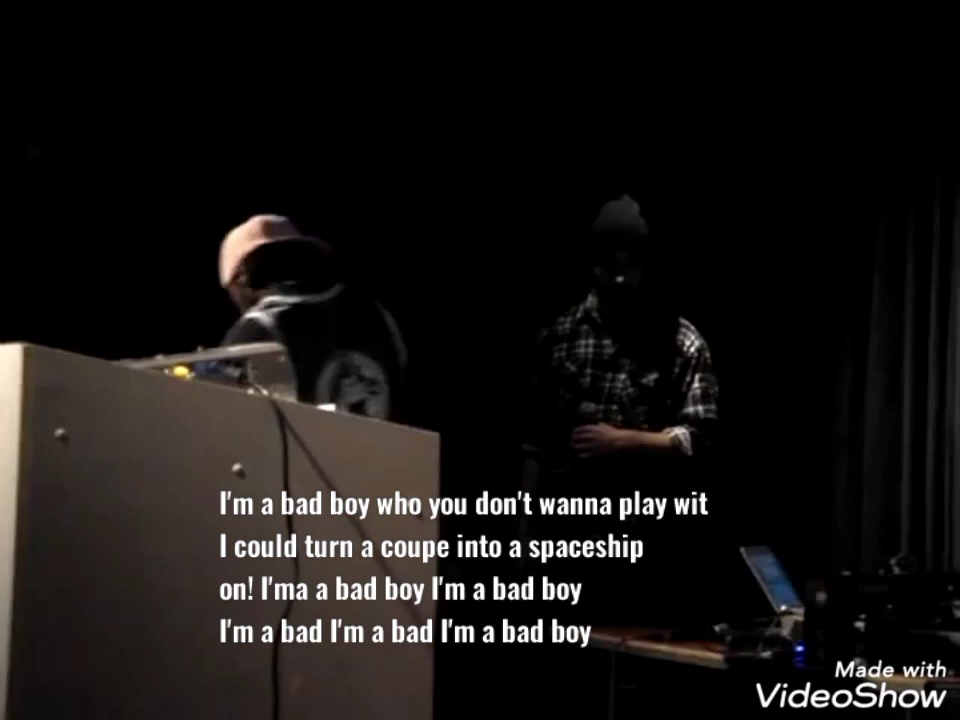 I'm a bad boy who you don't wanna play wit
I could turn a coupe into a spaceship
on! I'ma a bad boy I'm a bad boy
I'm a bad I'm a bad I'm a bad boy
Made with
VideoShow